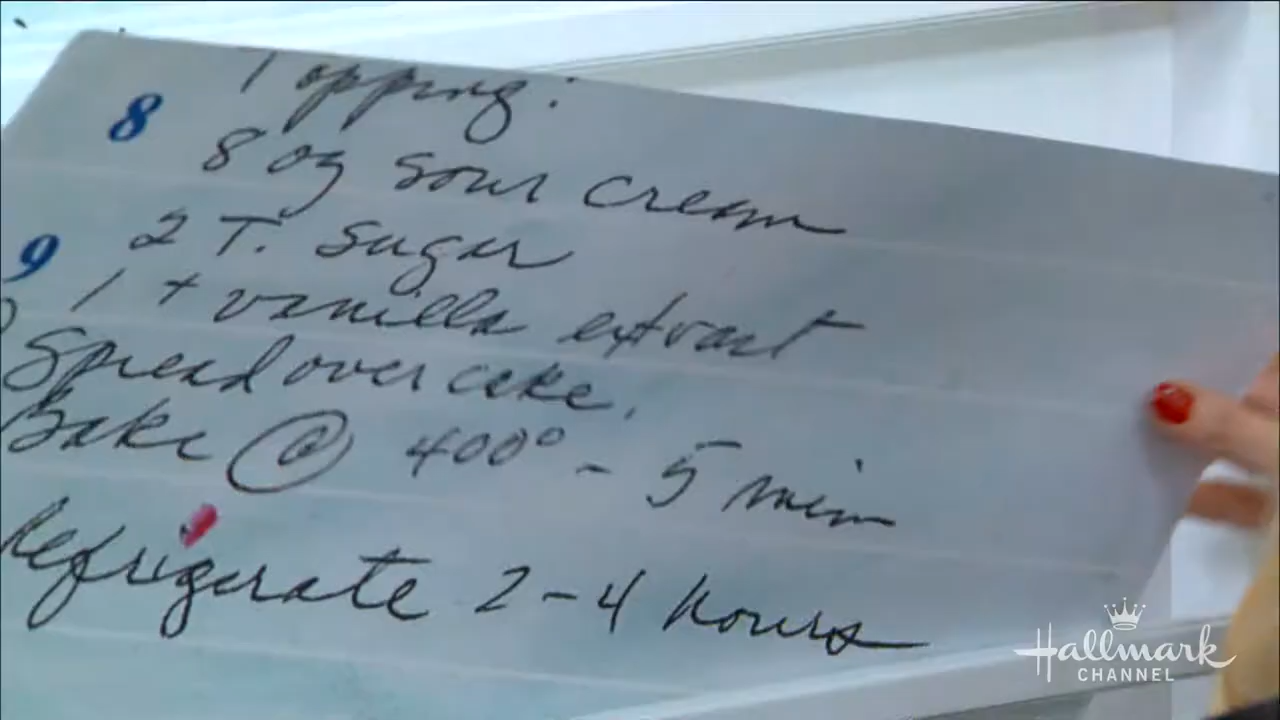 Topping:
8
8 oz sour cream
9
2 T. sugar
1 t vanilla extract
Spread over cake.
Bake @ 400° - 5 min
Refrigerate 2-4 hours
Hallmark
CHANNEL